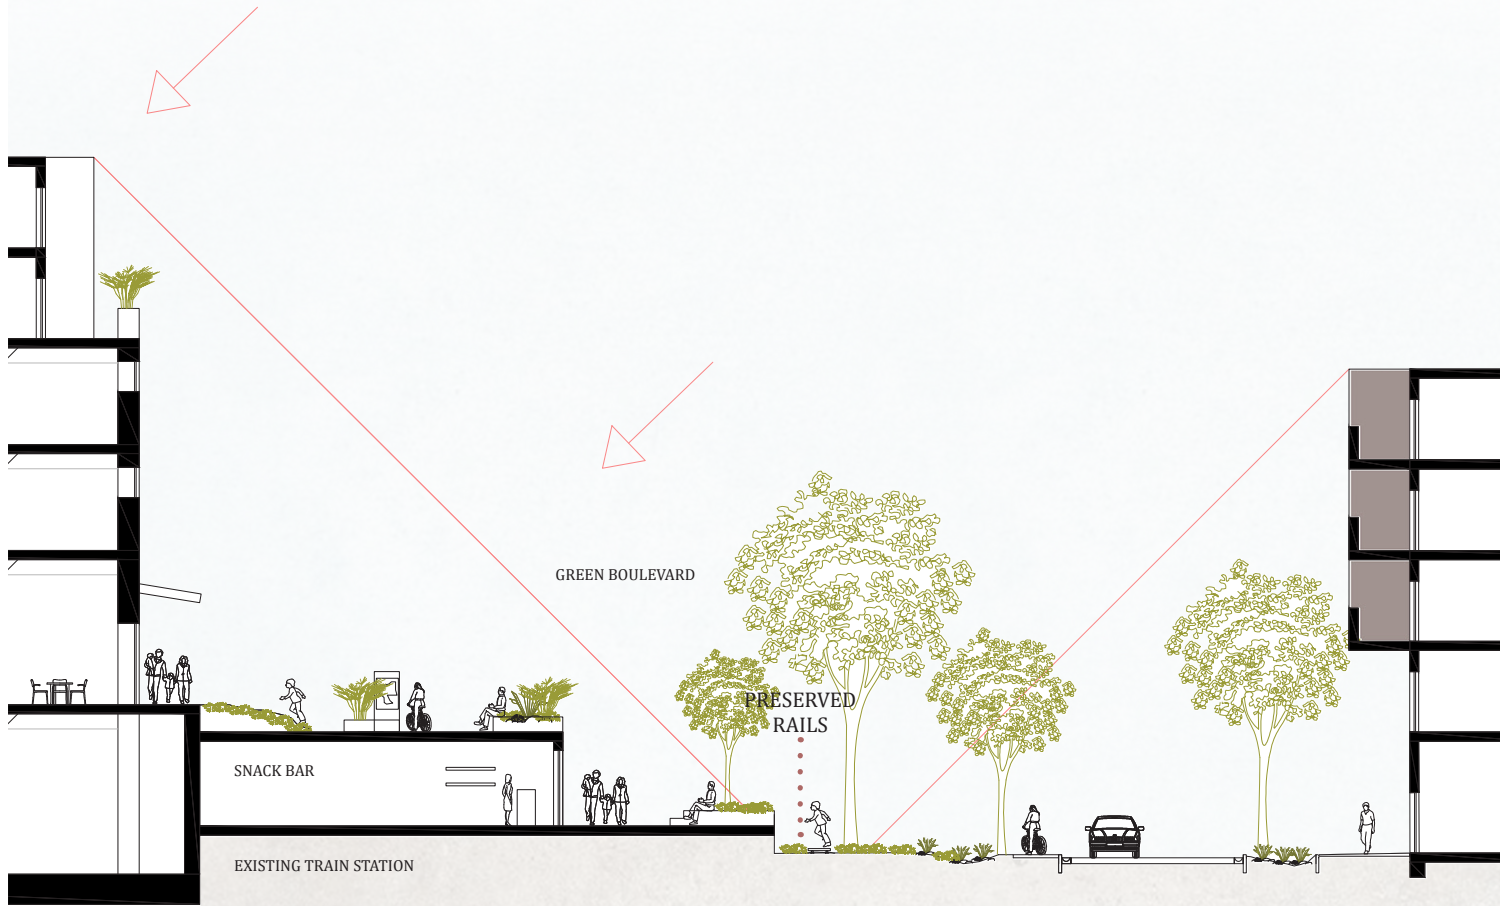 GREEN BOULEVARD
PRESERVED
RAILS
SNACK BAR
EXISTING TRAIN STATION